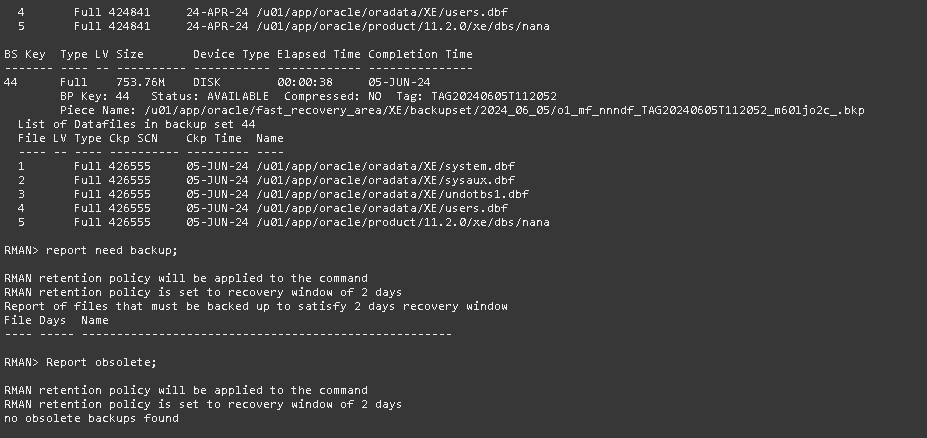 4       Full 424841     24-APR-24 /u01/app/oracle/oradata/XE/users.dbf
5       Full 424841     24-APR-24 /u01/app/oracle/product/11.2.0/xe/dbs/nana
BS Key  Type LV Size       Device Type Elapsed Time Completion Time
------- ---- -- ---------- ----------- ------------ ---------------
44      Full    753.76M    DISK        00:00:38     05-JUN-24
BP Key: 44   Status: AVAILABLE  Compressed: NO  Tag: TAG20240605T112052
Piece Name: /u01/app/oracle/fast_recovery_area/XE/backupset/2024_06_05/o1_mf_nnndf_TAG20240605T112052_m60ljo2c_.bkp
List of Datafiles in backup set 44
File LV Type Ckp SCN    Ckp Time  Name
---- -- ---- ---------- --------- ----
1       Full 426555     05-JUN-24 /u01/app/oracle/oradata/XE/system.dbf
2       Full 426555     05-JUN-24 /u01/app/oracle/oradata/XE/sysaux.dbf
3       Full 426555     05-JUN-24 /u01/app/oracle/oradata/XE/undotbs1.dbf
4       Full 426555     05-JUN-24 /u01/app/oracle/oradata/XE/users.dbf
5       Full 426555     05-JUN-24 /u01/app/oracle/product/11.2.0/xe/dbs/nana
RMAN> report need backup;
RMAN retention policy will be applied to the command
RMAN retention policy is set to recovery window of 2 days
Report of files that must be backed up to satisfy 2 days recovery window
File Days  Name
---- ----- -----------------------------------------------------
RMAN> Report obsolete;
RMAN retention policy will be applied to the command
RMAN retention policy is set to recovery window of 2 days
no obsolete backups found